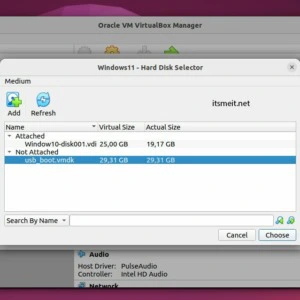 Oracle VM VirtualBox Manager
Windows11 - Hard Disk Selector
Medium
Add Refresh
itsmeit.net
Name Virtual Size Actual Size
Attached
Window10-disk001.vdi 25,00 GB 19,17 GB
Not Attached
usb_boot.vmdk 29,31 GB 29,31 GB
Search By Name
Cancel Choose
Audio
Host Driver: PulseAudio
Controller: Intel HD Audio
Network